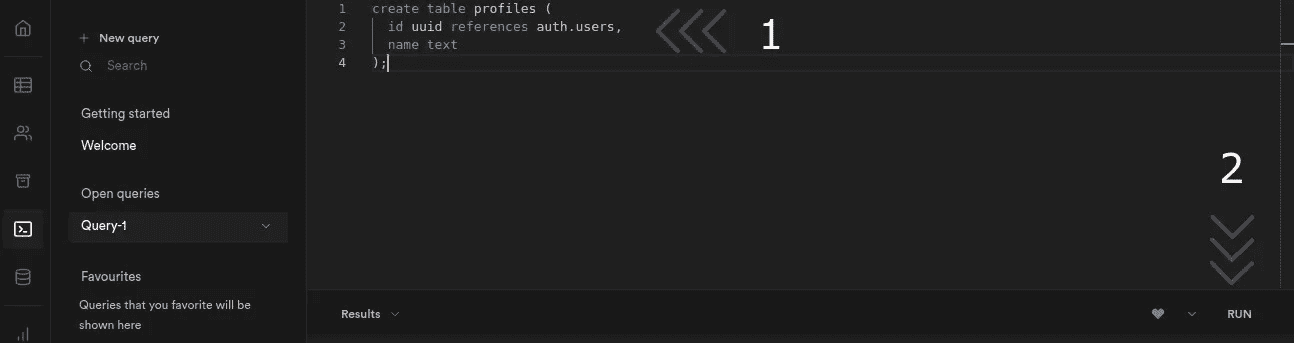 New query
Search
Getting started
Welcome
Open queries
Query-1
Favourites
Queries that you favorite will be
shown here
1 create table profiles (
2 id uuid references auth.users,
3 name text
4 );
1
2
Results
RUN